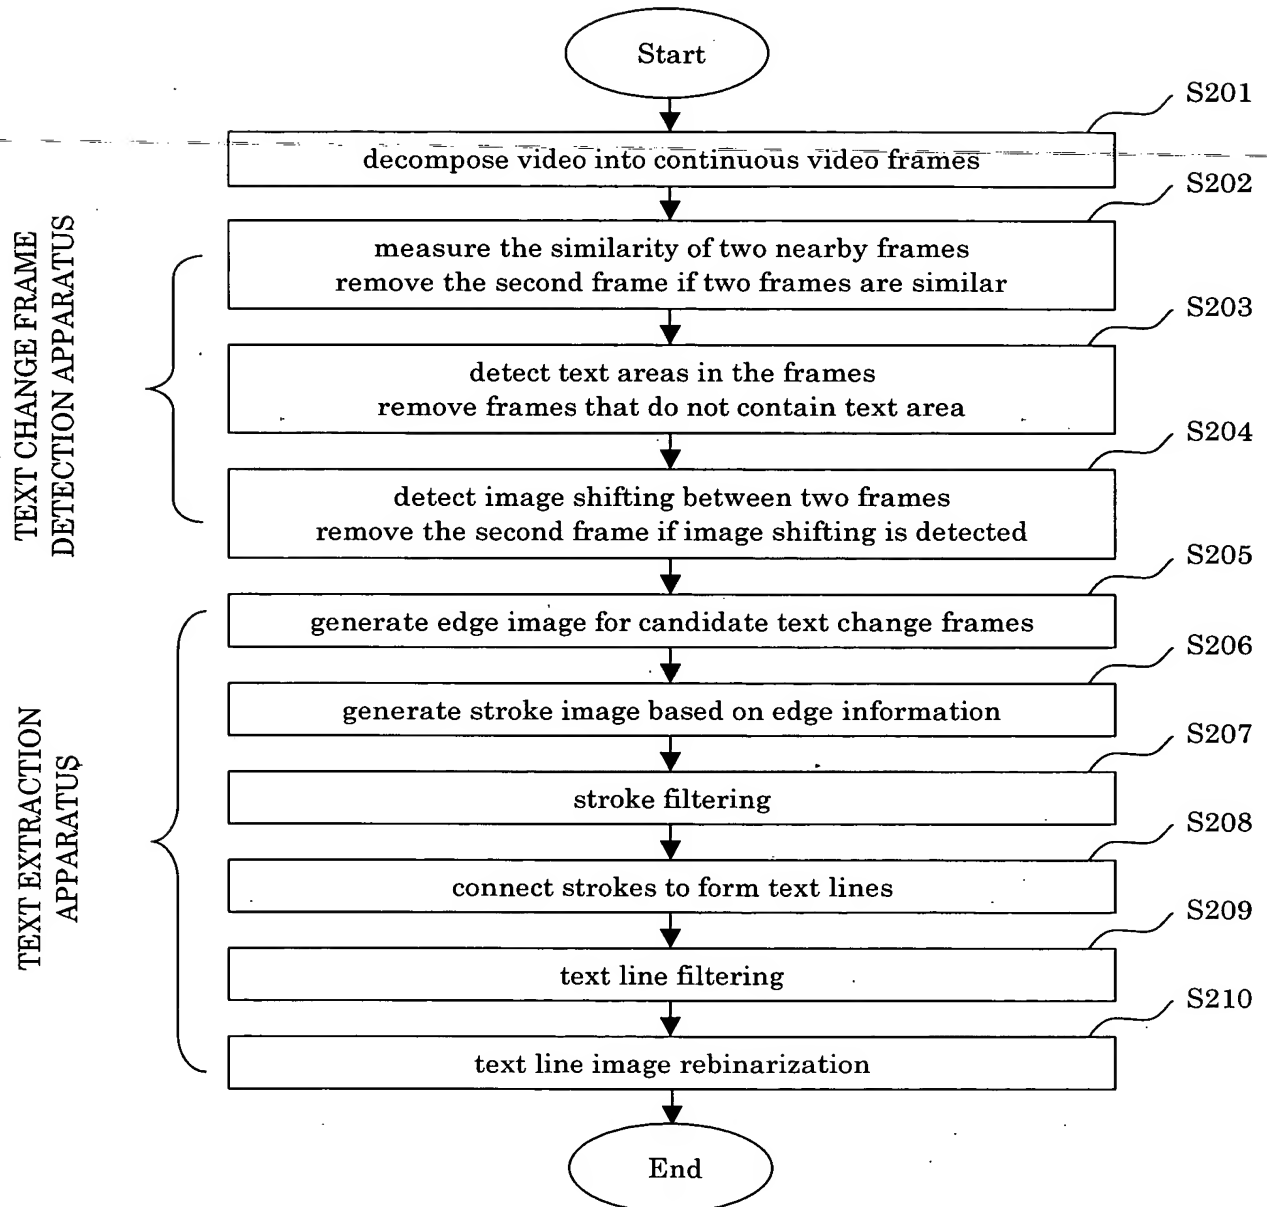 Start
S201
decompose video into continuous video frames
S202
TEXT CHANGE FRAME
DETECTION APPARATUS
measure the similarity of two nearby frames
remove the second frame if two frames are similar
S203
detect text areas in the frames
remove frames that do not contain text area
S204
detect image shifting between two frames
remove the second frame if image shifting is detected
S205
TEXT EXTRACTION
APPARATUS
generate edge image for candidate text change frames
S206
generate stroke image based on edge information
S207
stroke filtering
S208
connect strokes to form text lines
S209
text line filtering
S210
text line image rebinarization
End